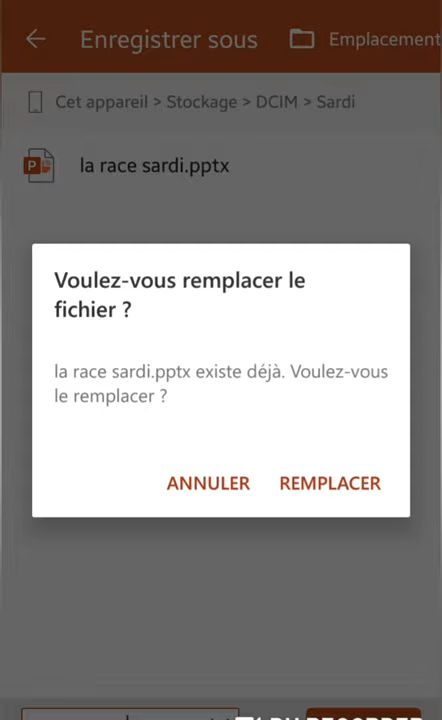 Enregistrer sous
Emplacement
Cet appareil > Stockage > DCIM > Sardi
la race sardi.pptx
Voulez-vous remplacer le
fichier ?
la race sardi.pptx existe déjà. Voulez-vous
le remplacer ?
ANNULER REMPLACER